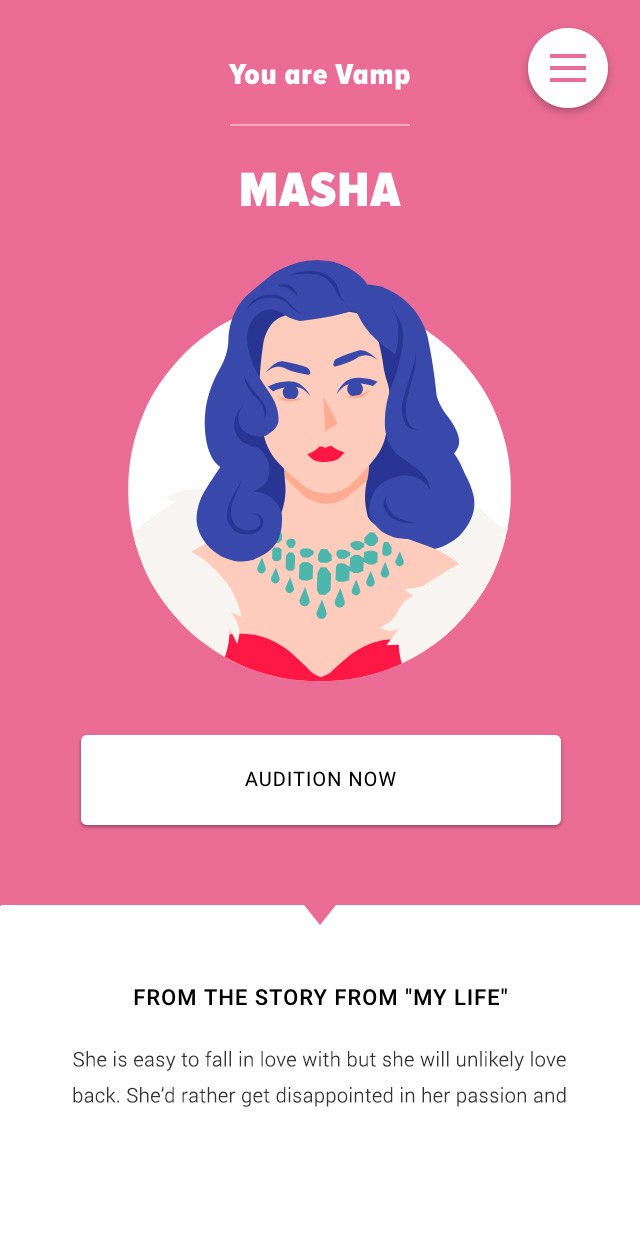 You are Vamp
MASHA
AUDITION NOW
FROM THE STORY FROM "MY LIFE"
She is easy to fall in love with but she will unlikely love
back. She’d rather get disappointed in her passion and